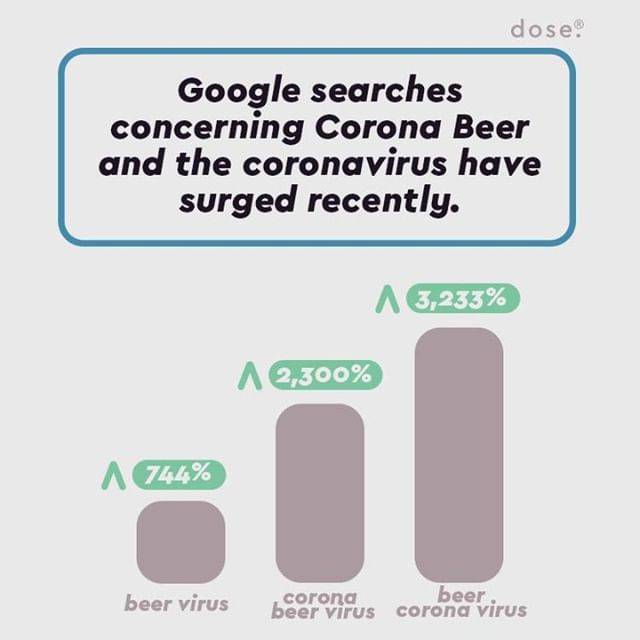 dose.®
Google searches
concerning Corona Beer
and the coronavirus have
surged recently.
3,233%
2,300%
744%
beer virus
corona
beer virus
beer
corona virus